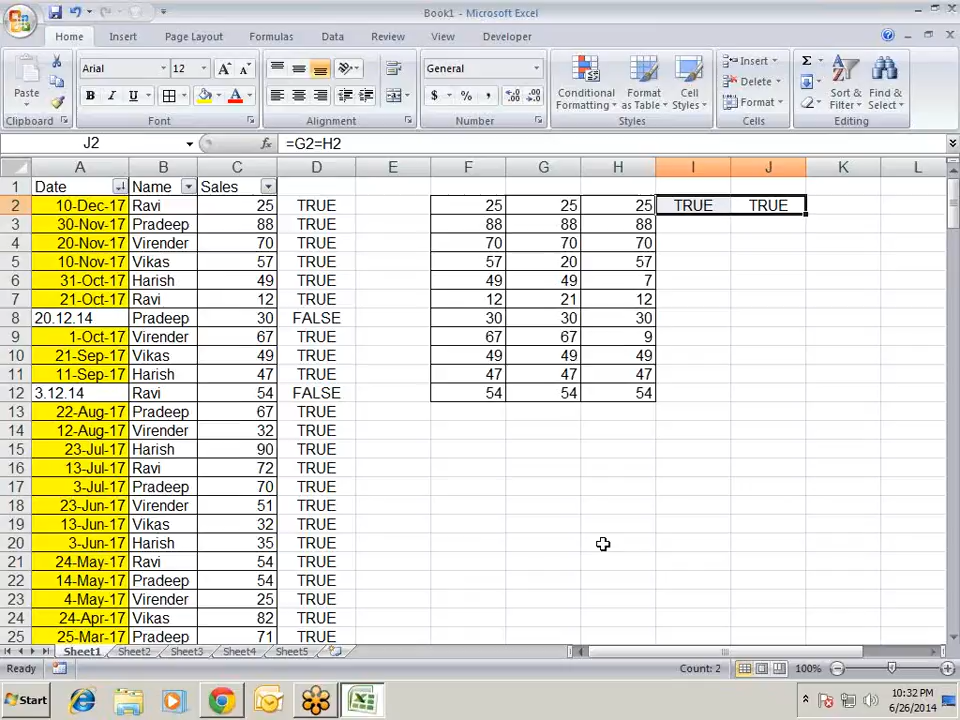 Book1 - Microsoft Excel
Home Insert Page Layout Formulas Data Review View Developer
Paste
Arial 12
B I U
A A
A
General
$ % ,
Conditional Formatting
Format as Table
Cell Styles
Insert
Delete
Format
Σ
Sort & Filter
Find & Select
Clipboard Font Alignment Number Styles Cells Editing
J2 fx =G2=H2
A B C D E F G H I J K L
1 Date Name Sales
2 10-Dec-17 Ravi 25 TRUE 25 25 25 TRUE TRUE
3 30-Nov-17 Pradeep 88 TRUE 88 88 88
4 20-Nov-17 Virender 70 TRUE 70 70 70
5 10-Nov-17 Vikas 57 TRUE 57 20 57
6 31-Oct-17 Harish 49 TRUE 49 49 7
7 21-Oct-17 Ravi 12 TRUE 12 21 12
8 20.12.14 Pradeep 30 FALSE 30 30 30
9 1-Oct-17 Virender 67 TRUE 67 67 9
10 21-Sep-17 Vikas 49 TRUE 49 49 49
11 11-Sep-17 Harish 47 TRUE 47 47 47
12 3.12.14 Ravi 54 FALSE 54 54 54
13 22-Aug-17 Pradeep 67 TRUE
14 12-Aug-17 Virender 32 TRUE
15 23-Jul-17 Harish 90 TRUE
16 13-Jul-17 Ravi 72 TRUE
17 3-Jul-17 Pradeep 70 TRUE
18 23-Jun-17 Virender 51 TRUE
19 13-Jun-17 Vikas 32 TRUE
20 3-Jun-17 Harish 35 TRUE
21 24-May-17 Ravi 54 TRUE
22 14-May-17 Pradeep 54 TRUE
23 4-May-17 Virender 25 TRUE
24 24-Apr-17 Vikas 82 TRUE
25 25-Mar-17 Pradeep 71 TRUE
Sheet1 Sheet2 Sheet3 Sheet4 Sheet5
Ready Count: 2 100%
Start 10:32 PM
6/26/2014